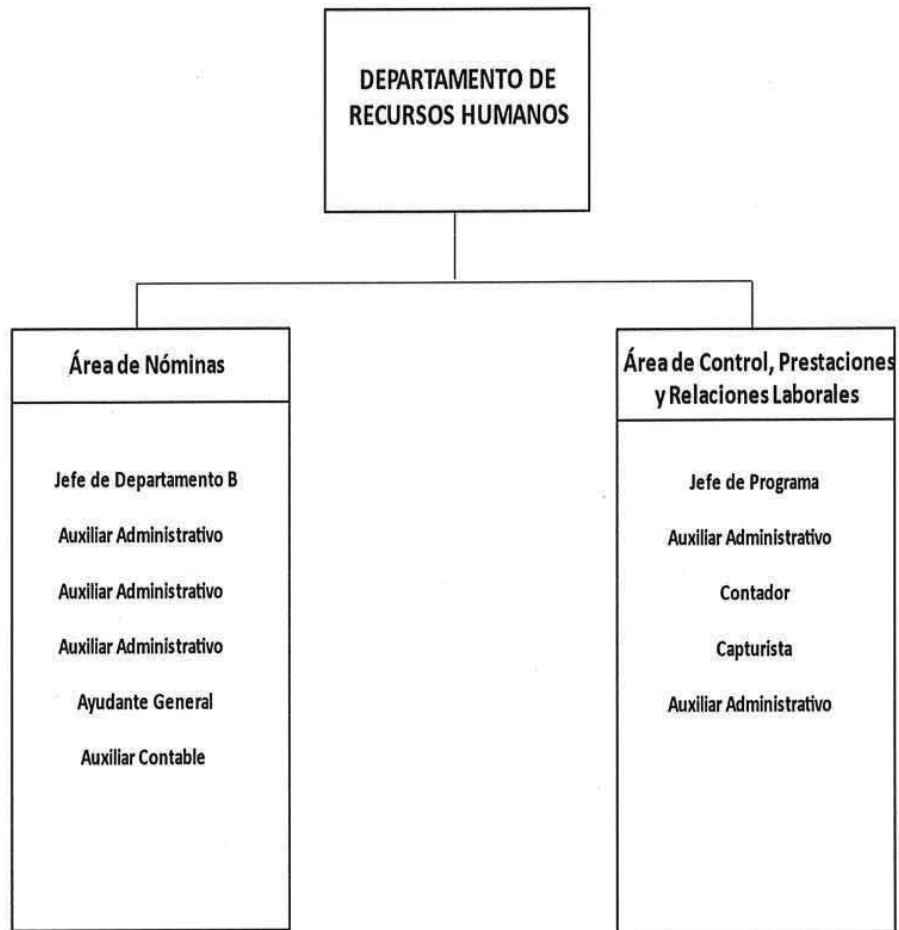 DEPARTAMENTO DE
RECURSOS HUMANOS
Área de Nóminas
Jefe de Departamento B
Auxiliar Administrativo
Auxiliar Administrativo
Auxiliar Administrativo
Ayudante General
Auxiliar Contable
Área de Control, Prestaciones
y Relaciones Laborales
Jefe de Programa
Auxiliar Administrativo
Contador
Capturista
Auxiliar Administrativo